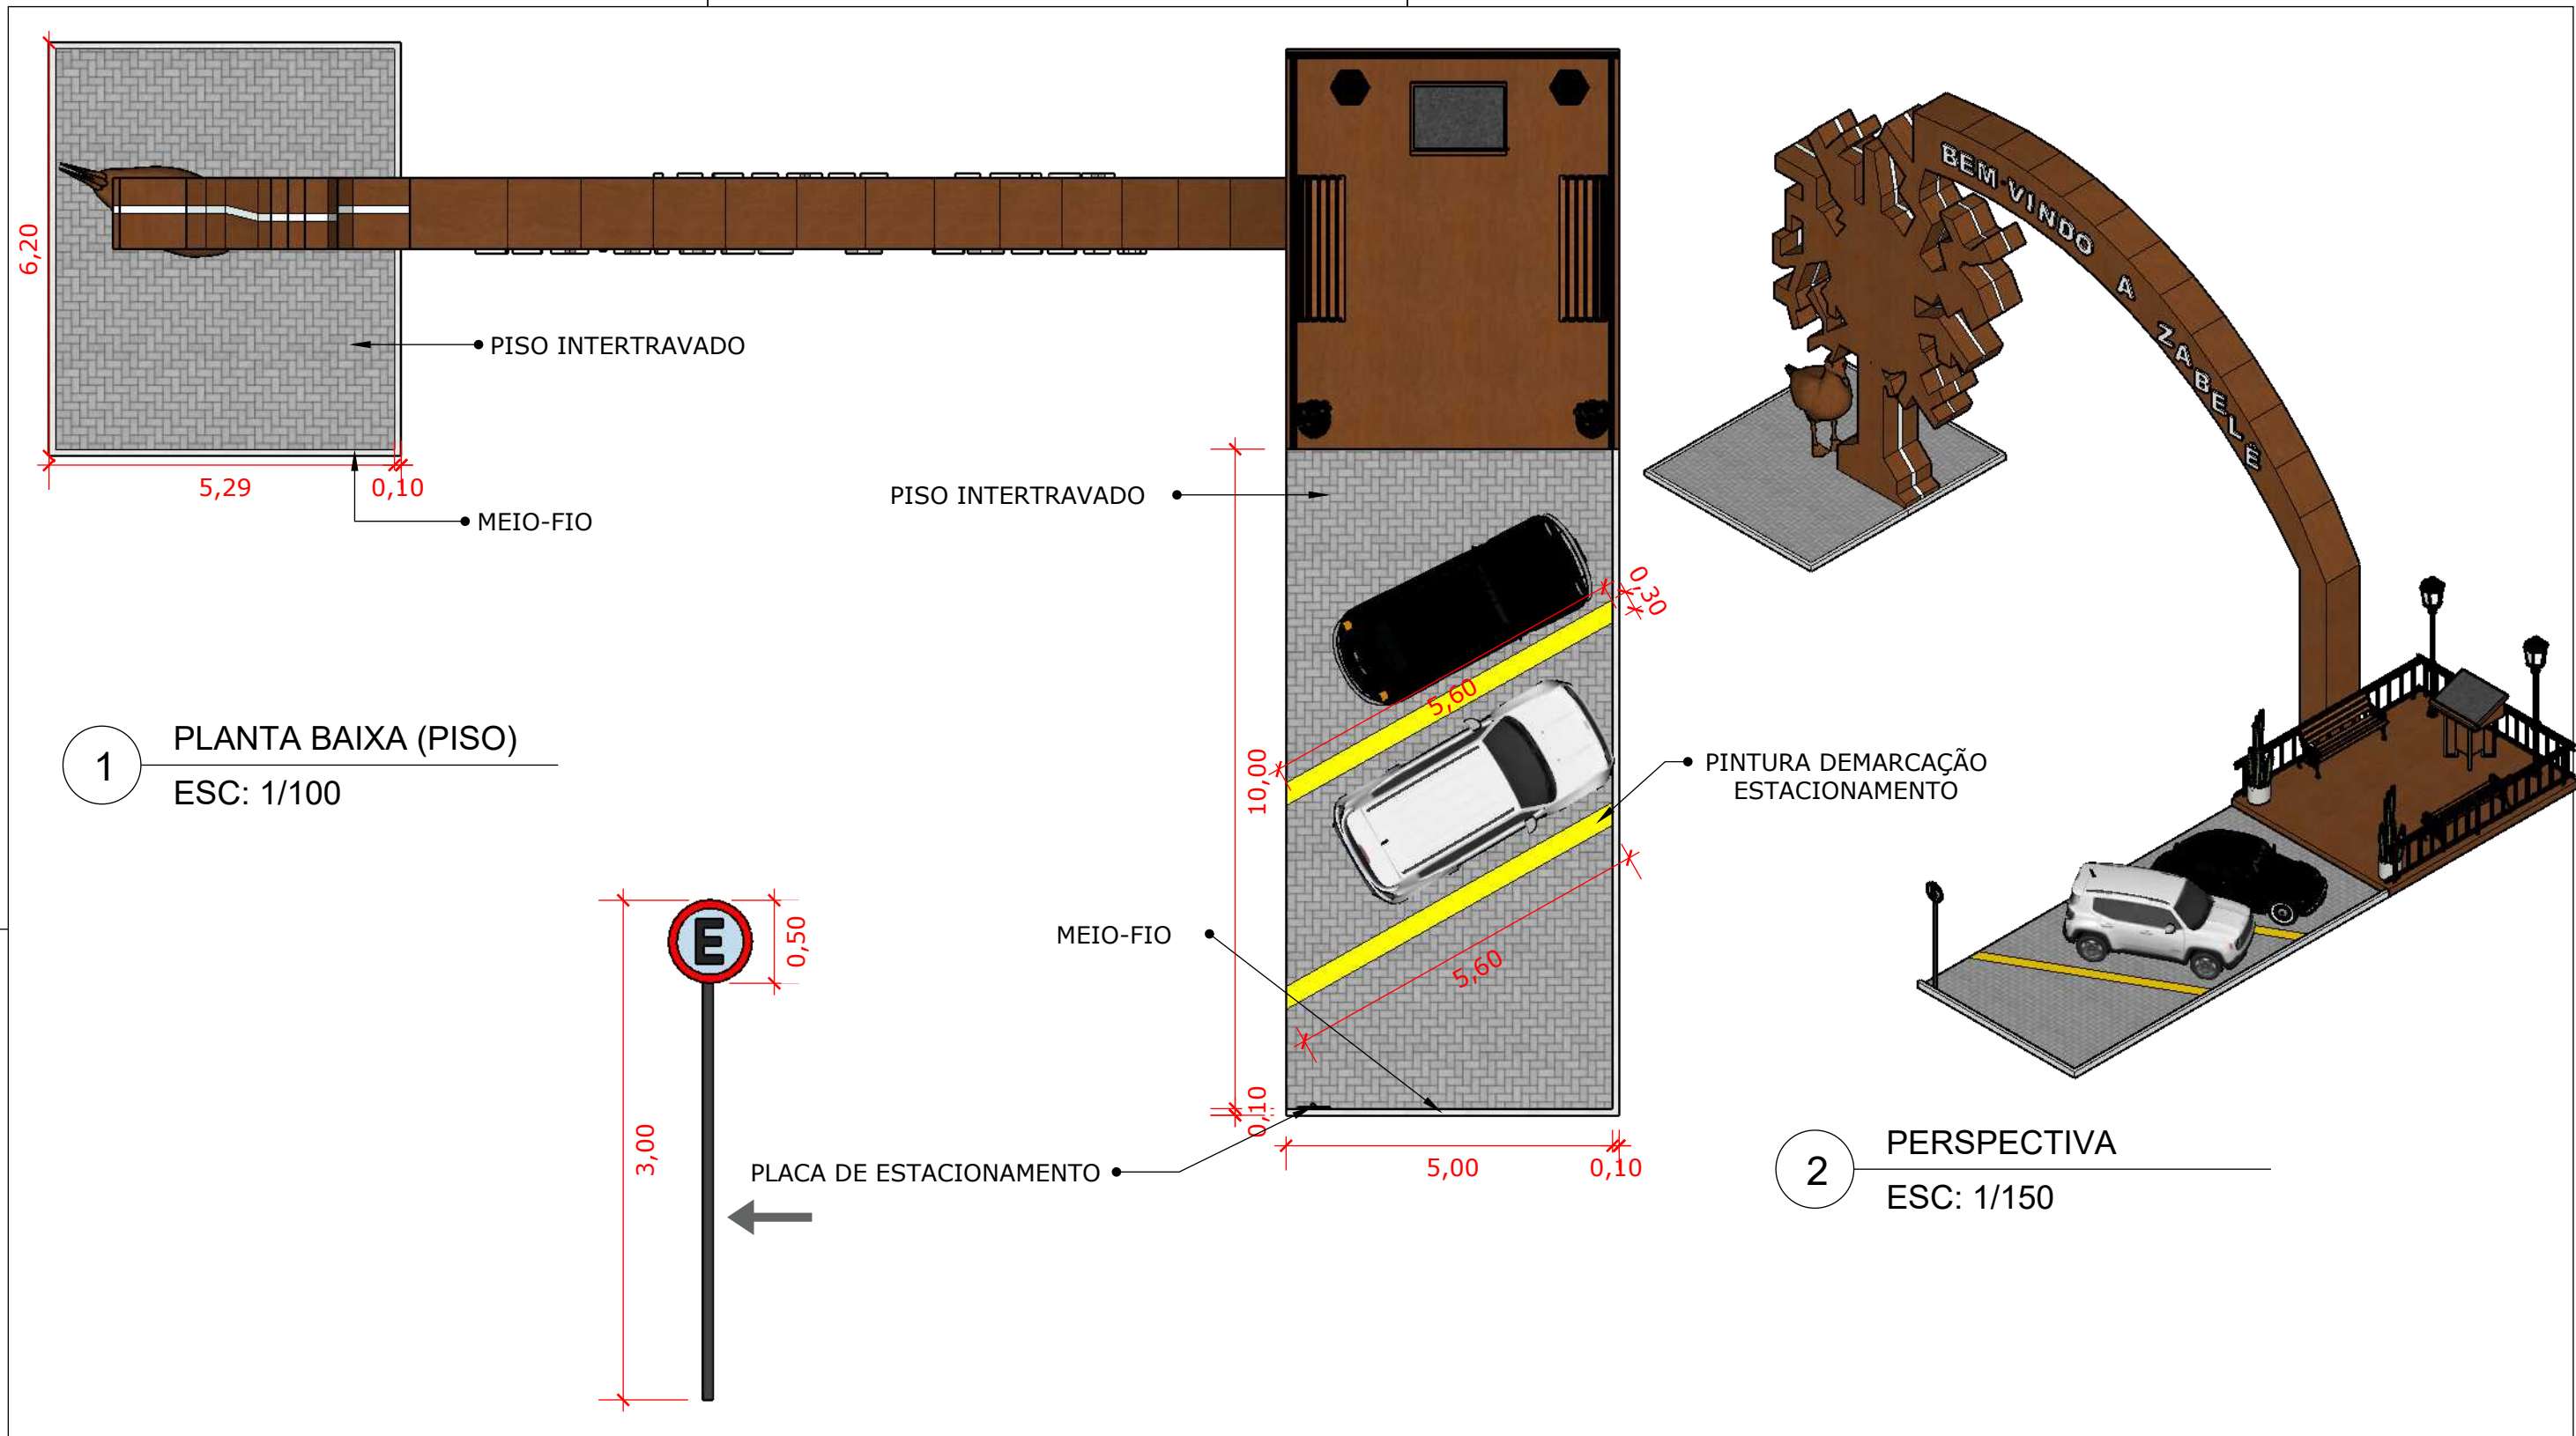 6,20
5,29
0,10
PISO INTERTRAVADO
MEIO-FIO
1
PLANTA BAIXA (PISO)
ESC: 1/100
PISO INTERTRAVADO
0,30
5,60
10,00
PINTURA DEMARCAÇÃO
ESTACIONAMENTO
MEIO-FIO
5,60
0,10
5,00
0,10
E
0,50
3,00
PLACA DE ESTACIONAMENTO
BEM-VINDO A ZABELÊ
2
PERSPECTIVA
ESC: 1/150